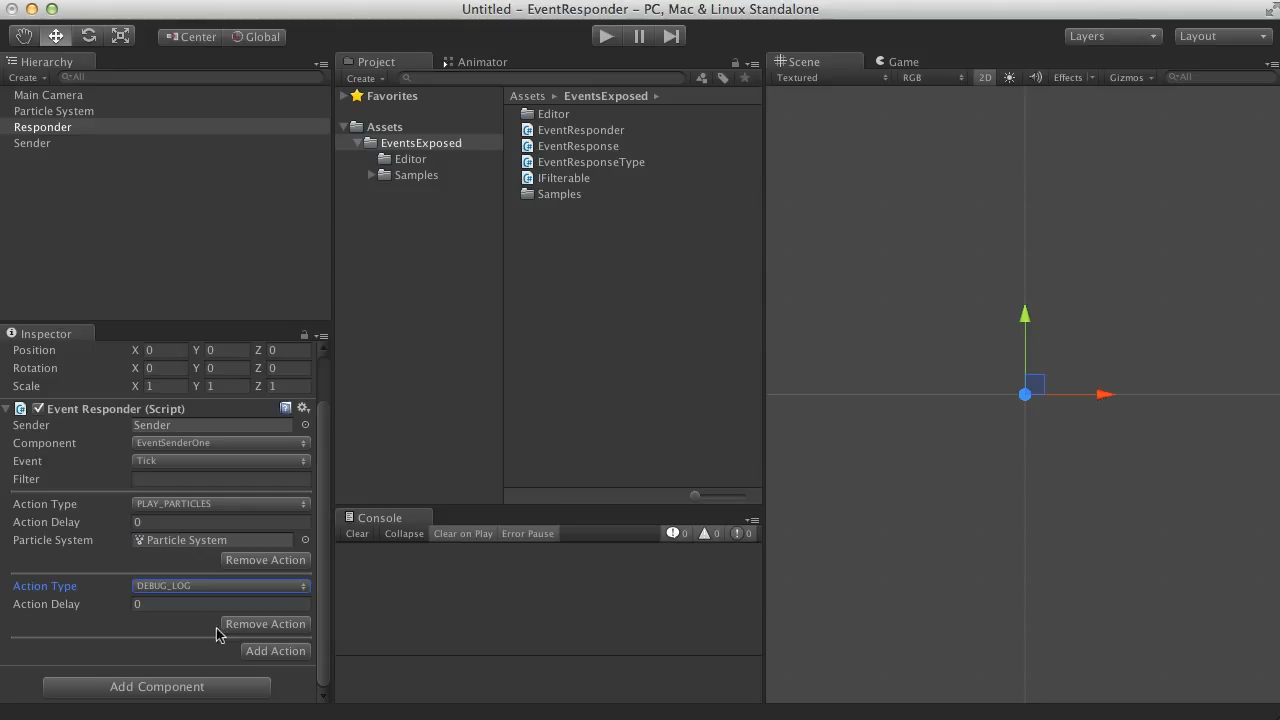 Untitled - EventResponder - PC, Mac & Linux Standalone
Center
Global
Layers
Layout
Hierarchy
Create
All
Main Camera
Particle System
Responder
Sender
Project
Animator
Create
Favorites
Assets
EventsExposed
Editor
Samples
Assets ▸ EventsExposed ▸
Editor
EventResponder
EventResponse
EventResponseType
IFilterable
Samples
Scene
Game
Textured
RGB
2D
Effects
Gizmos
All
Inspector
Position X 0 Y 0 Z 0
Rotation X 0 Y 0 Z 0
Scale X 1 Y 1 Z 1
Event Responder (Script)
Sender Sender
Component EventSenderOne
Event Tick
Filter
Action Type PLAY_PARTICLES
Action Delay 0
Particle System Particle System
Remove Action
Action Type DEBUG_LOG
Action Delay 0
Remove Action
Add Action
Add Component
Console
Clear Collapse Clear on Play Error Pause 0 0 0